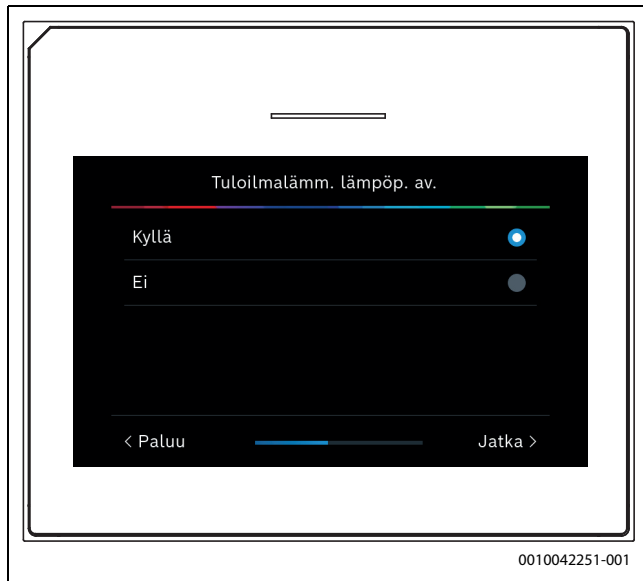 Tuloilmalämm. lämpöp. av.
Kyllä
Ei
< Paluu
Jatka >
0010042251-001